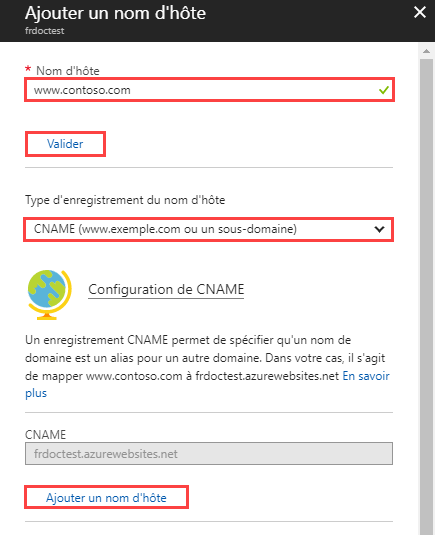 Ajouter un nom d'hôte
frdoctest
* Nom d'hôte
www.contoso.com
Valider
Type d'enregistrement du nom d'hôte
CNAME (www.exemple.com ou un sous-domaine)
Configuration de CNAME
Un enregistrement CNAME permet de spécifier qu'un nom de
domaine est un alias pour un autre domaine. Dans votre cas, il s'agit
de mapper www.contoso.com à frdoctest.azurewebsites.net En savoir
plus
CNAME
frdoctest.azurewebsites.net
Ajouter un nom d'hôte